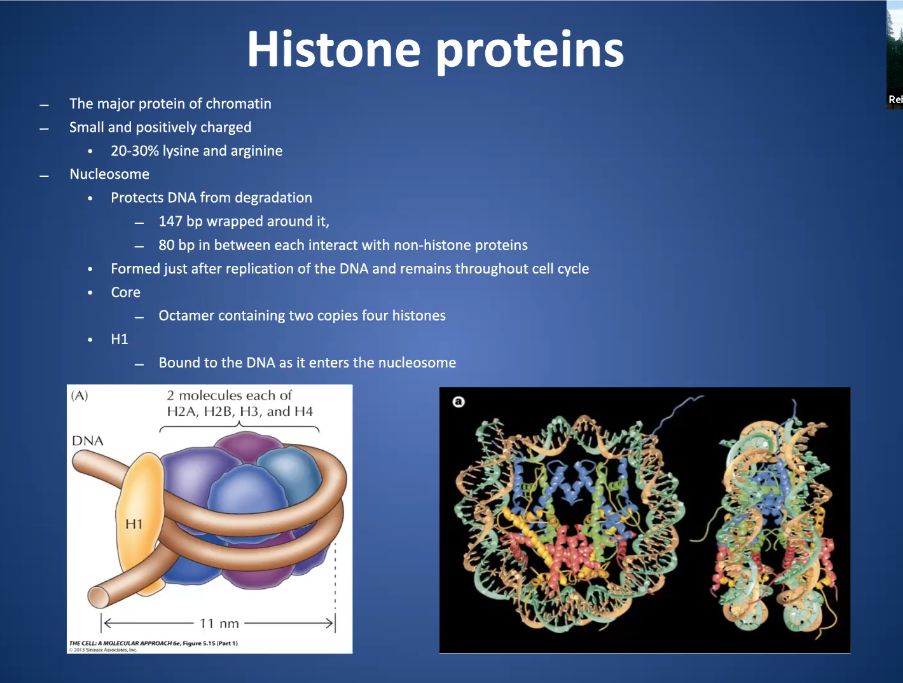 Histone proteins
– The major protein of chromatin
– Small and positively charged
• 20-30% lysine and arginine
– Nucleosome
• Protects DNA from degradation
– 147 bp wrapped around it,
– 80 bp in between each interact with non-histone proteins
• Formed just after replication of the DNA and remains throughout cell cycle
• Core
– Octamer containing two copies four histones
• H1
– Bound to the DNA as it enters the nucleosome
(A)
2 molecules each of
H2A, H2B, H3, and H4
DNA
H1
11 nm
THE CELL: A MOLECULAR APPROACH 6e, Figure 5.15 (Part 1)
© 2013 Sinauer Associates, Inc.
a
Reh